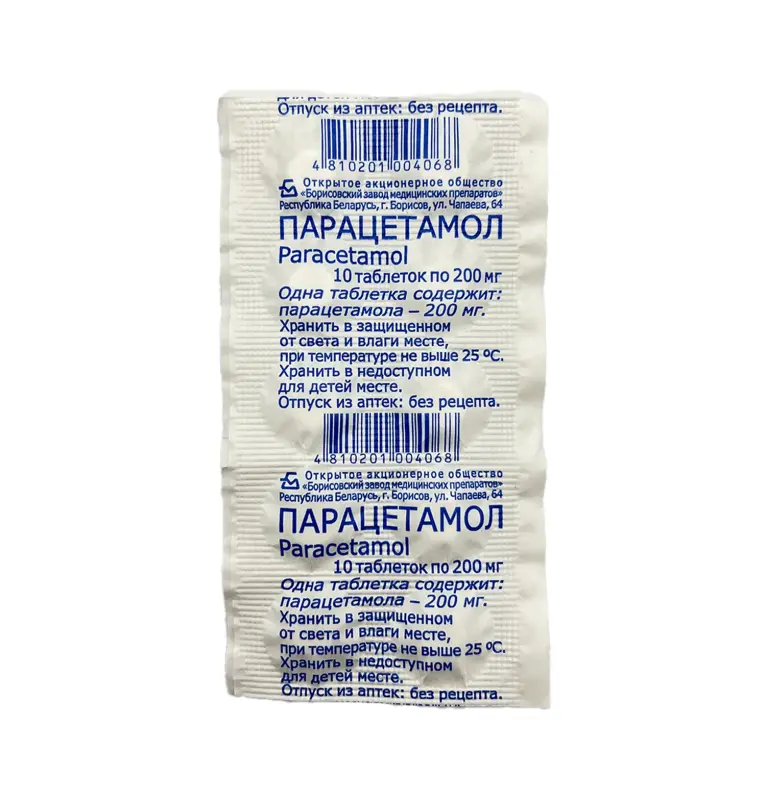 Отпуск из аптек: без рецепта.
4 810201 004068
Открытое акционерное общество
«Борисовский завод медицинских препаратов»
Республика Беларусь, г. Борисов, ул. Чапаева, 64
ПАРАЦЕТАМОЛ
Paracetamol
10 таблеток по 200 мг
Одна таблетка содержит:
парацетамола – 200 мг.
Хранить в защищенном
от света и влаги месте,
при температуре не выше 25 ºС.
Хранить в недоступном
для детей месте.
Отпуск из аптек: без рецепта.
4 810201 004068
Открытое акционерное общество
«Борисовский завод медицинских препаратов»
Республика Беларусь, г. Борисов, ул. Чапаева, 64
ПАРАЦЕТАМОЛ
Paracetamol
10 таблеток по 200 мг
Одна таблетка содержит:
парацетамола – 200 мг.
Хранить в защищенном
от света и влаги месте,
при температуре не выше 25 ºС.
Хранить в недоступном
для детей месте.
Отпуск из аптек: без рецепта.